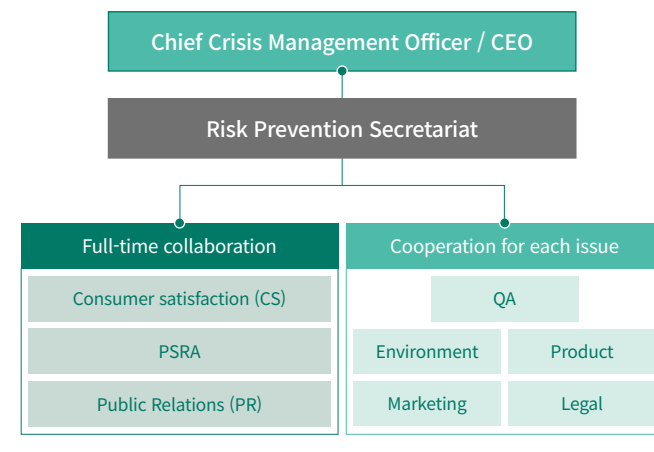 Chief Crisis Management Officer / CEO
Risk Prevention Secretariat
Full-time collaboration
Consumer satisfaction (CS)
PSRA
Public Relations (PR)
Cooperation for each issue
QA
Environment
Product
Marketing
Legal